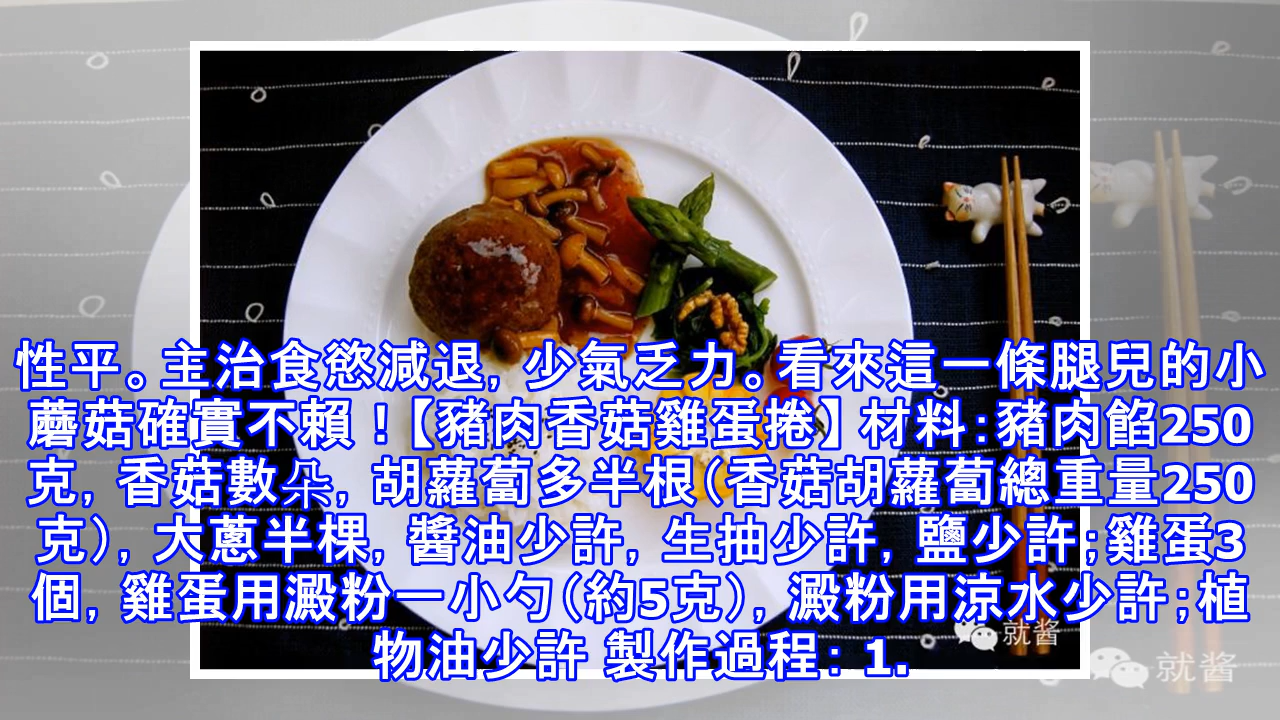 性平。主治食慾減退, 少氣乏力。看來這一條腿兒的小
蘑菇確實不賴！【豬肉香菇雞蛋捲】材料:豬肉餡250
克, 香菇數朵, 胡蘿蔔多半根(香菇胡蘿蔔總重量250
克), 大蔥半棵, 醬油少許, 生抽少許, 鹽少許;雞蛋3
個, 雞蛋用澱粉一小勺(約5克), 澱粉用涼水少許;植
物油少許 製作過程: 1.
就酱
就酱